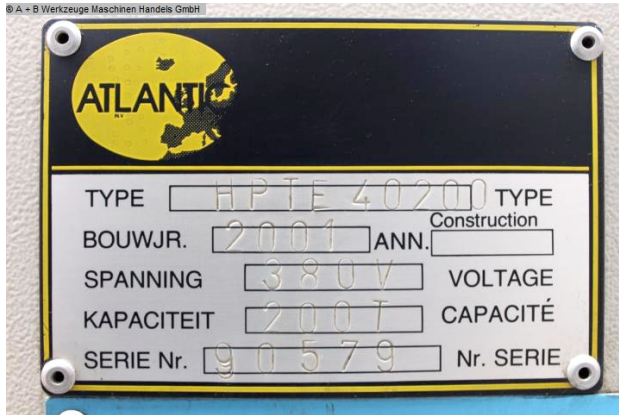 © A + B Werkzeuge Maschinen Handels GmbH
ATLANTIC
TYPE HPTE 40200 TYPE
BOUWJR. 2001 ANN. Construction
SPANNING 380V VOLTAGE
KAPACITEIT 200T CAPACITÉ
SERIE Nr. 90579 Nr. SERIE